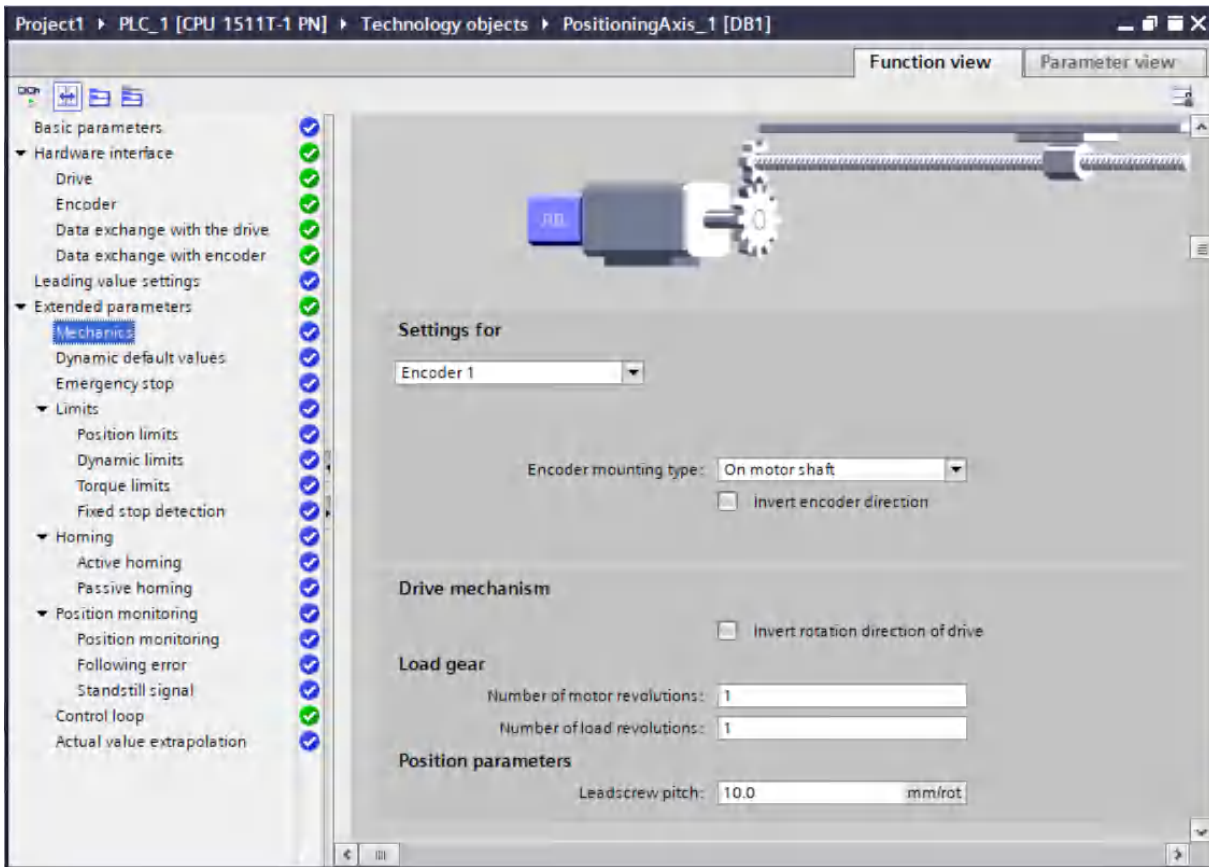 Project1 ▸ PLC_1 [CPU 1511T-1 PN] ▸ Technology objects ▸ PositioningAxis_1 [DB1]
Function view
Parameter view
Basic parameters
Hardware interface
Drive
Encoder
Data exchange with the drive
Data exchange with encoder
Leading value settings
Extended parameters
Mechanics
Dynamic default values
Emergency stop
Limits
Position limits
Dynamic limits
Torque limits
Fixed stop detection
Homing
Active homing
Passive homing
Position monitoring
Position monitoring
Following error
Standstill signal
Control loop
Actual value extrapolation
Settings for
Encoder 1
Encoder mounting type: On motor shaft
Invert encoder direction
Drive mechanism
Invert rotation direction of drive
Load gear
Number of motor revolutions: 1
Number of load revolutions: 1
Position parameters
Leadscrew pitch: 10.0 mm/rot